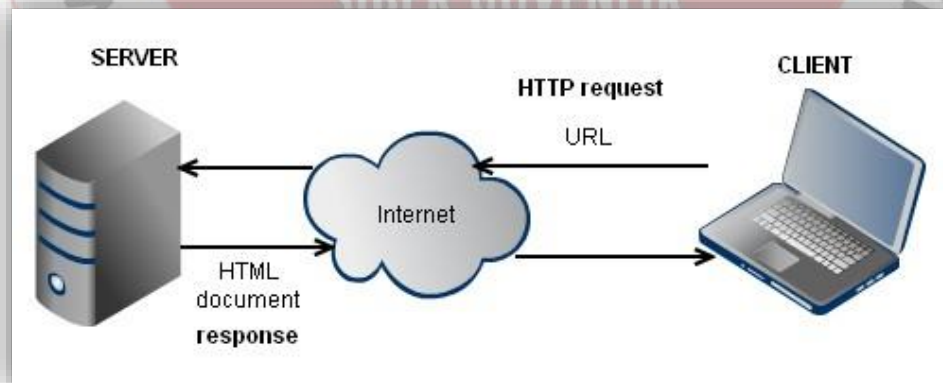 SERVER
CLIENT
HTTP request
URL
Internet
HTML
document
response